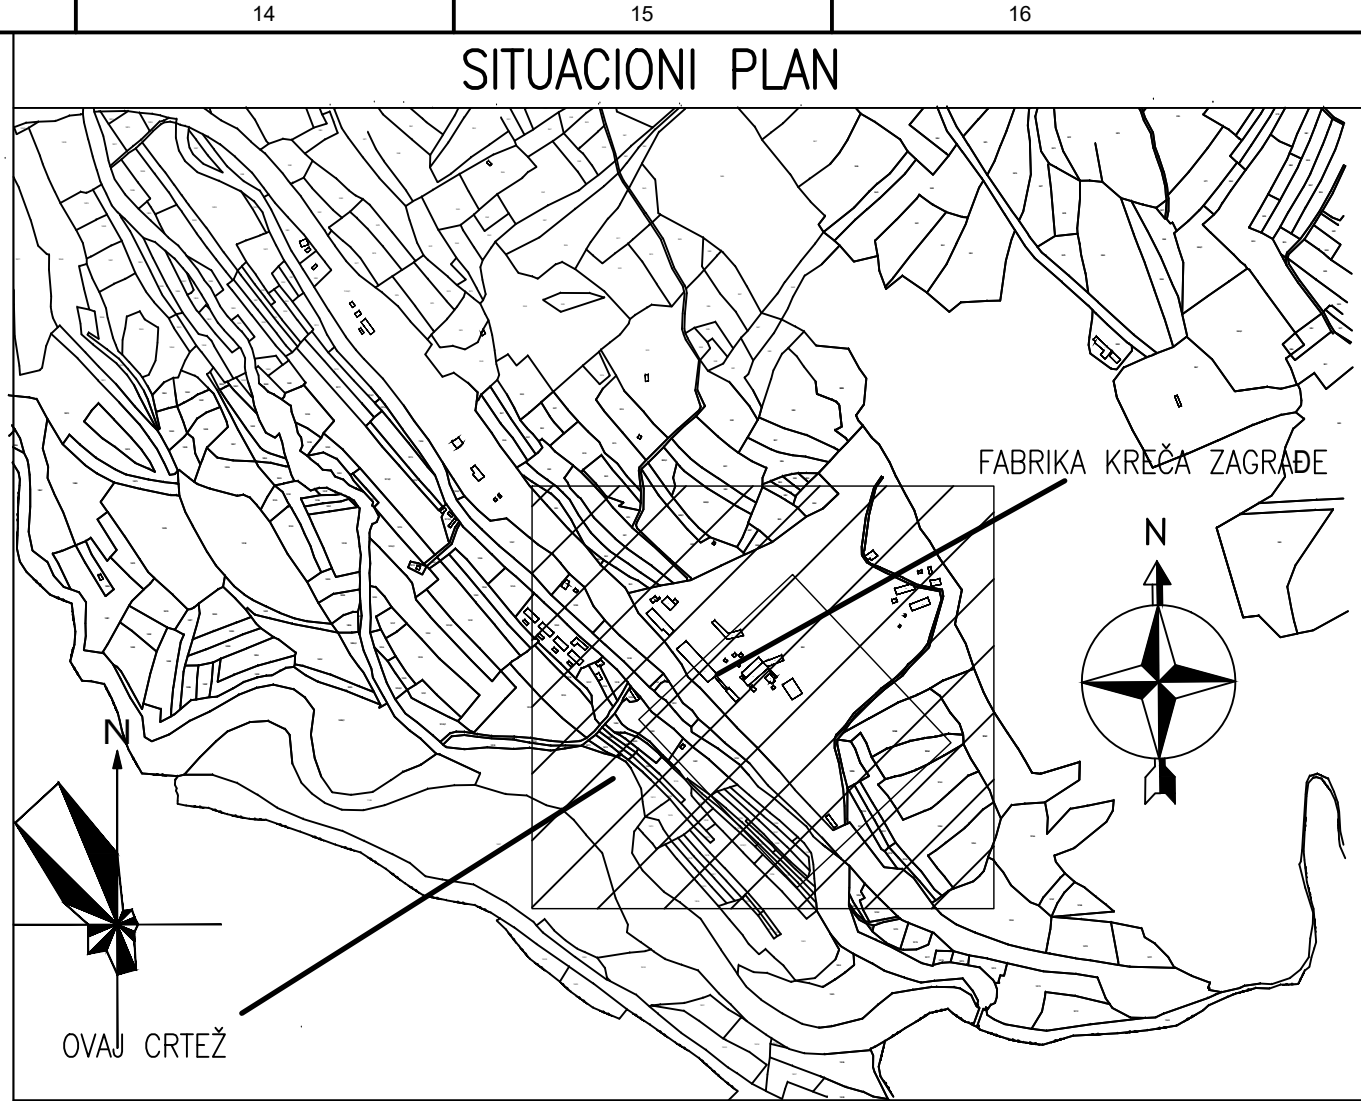 14 15 16
SITUACIONI PLAN
FABRIKA KREČA ZAGRAĐE
N
N
OVAJ CRTEŽ